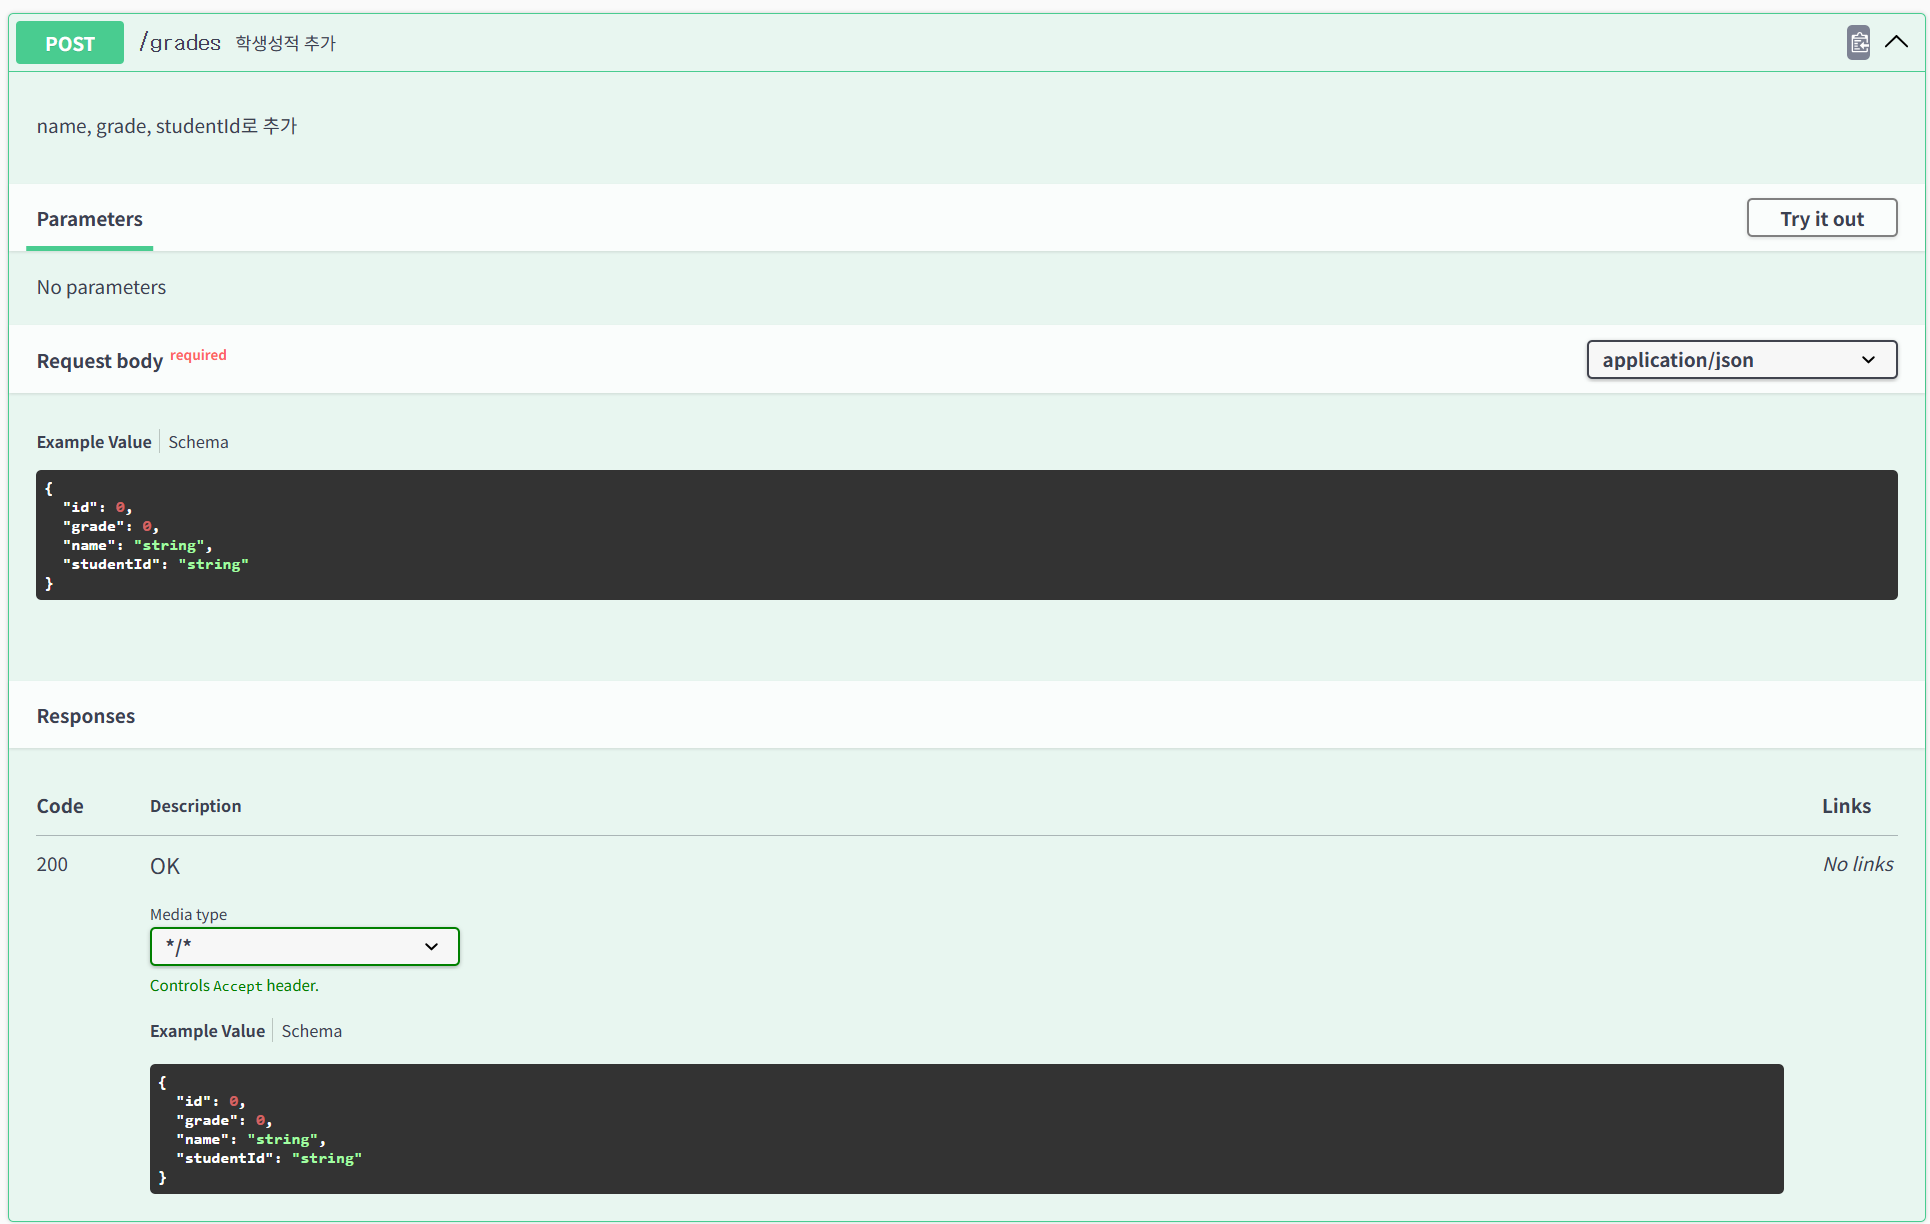 POST /grades 학생성적 추가
name, grade, studentId로 추가
Parameters
Try it out
No parameters
Request body required
application/json
Example Value Schema
{
  "id": 0,
  "grade": 0,
  "name": "string",
  "studentId": "string"
}
Responses
Code Description Links
200 OK No links
Media type
*/*
Controls Accept header.
Example Value Schema
{
  "id": 0,
  "grade": 0,
  "name": "string",
  "studentId": "string"
}